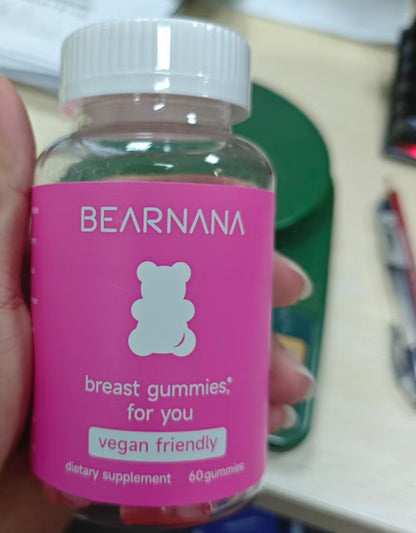 BEARNANA
breast gummies,*
for you
vegan friendly
dietary supplement 60 gummies